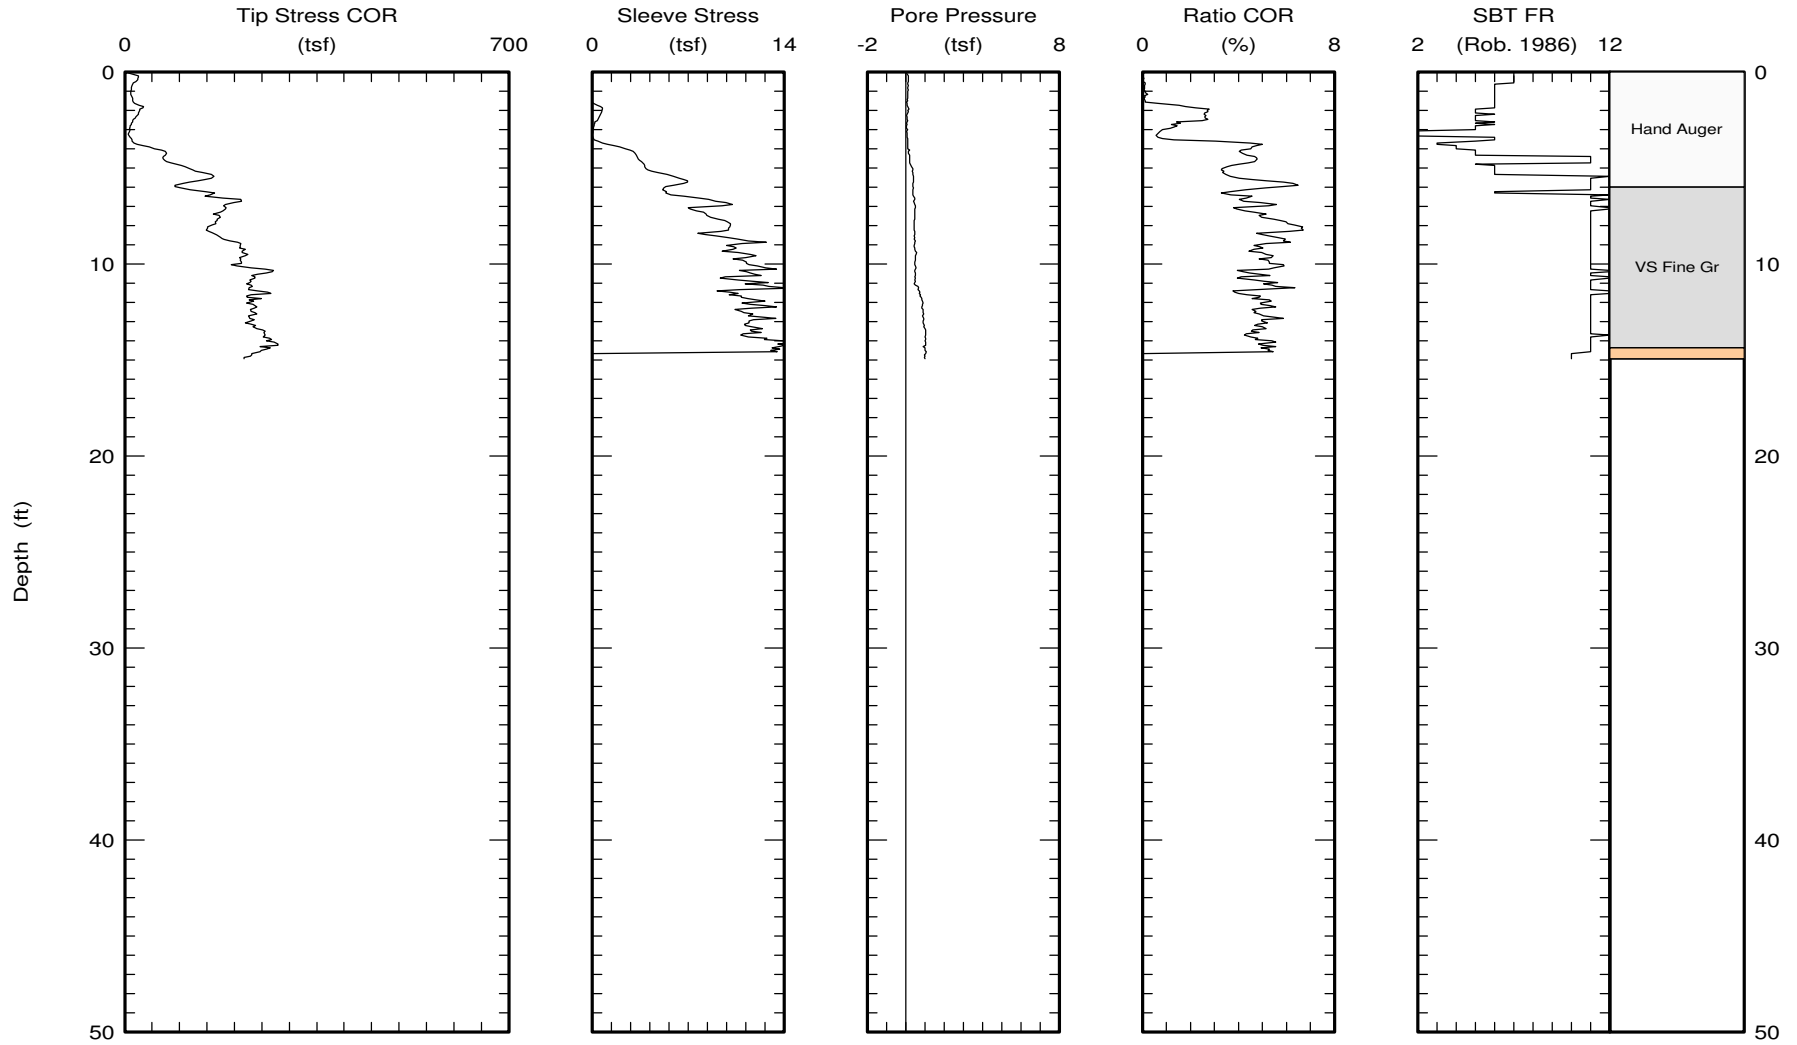 Tip Stress COR Sleeve Stress Pore Pressure Ratio COR SBT FR
0 (tsf) 700 0 (tsf) 14 -2 (tsf) 8 0 (%) 8 2 (Rob. 1986) 12
0 0
Hand Auger
10 VS Fine Gr 10
20 20
Depth (ft)
30 30
40 40
50 50